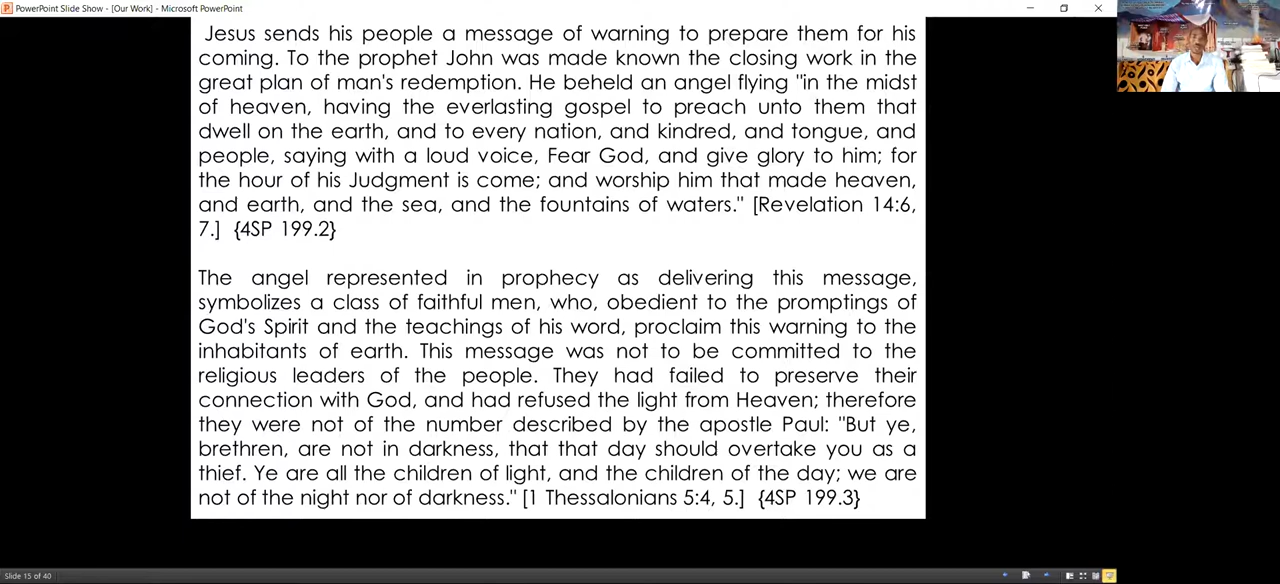 PowerPoint Slide Show - [Our Work] - Microsoft PowerPoint
Jesus sends his people a message of warning to prepare them for his
coming. To the prophet John was made known the closing work in the
great plan of man's redemption. He beheld an angel flying "in the midst
of heaven, having the everlasting gospel to preach unto them that
dwell on the earth, and to every nation, and kindred, and tongue, and
people, saying with a loud voice, Fear God, and give glory to him; for
the hour of his Judgment is come; and worship him that made heaven,
and earth, and the sea, and the fountains of waters." [Revelation 14:6,
7.] {4SP 199.2}
The angel represented in prophecy as delivering this message,
symbolizes a class of faithful men, who, obedient to the promptings of
God's Spirit and the teachings of his word, proclaim this warning to the
inhabitants of earth. This message was not to be committed to the
religious leaders of the people. They had failed to preserve their
connection with God, and had refused the light from Heaven; therefore
they were not of the number described by the apostle Paul: "But ye,
brethren, are not in darkness, that that day should overtake you as a
thief. Ye are all the children of light, and the children of the day; we are
not of the night nor of darkness." [1 Thessalonians 5:4, 5.] {4SP 199.3}
Slide 15 of 40